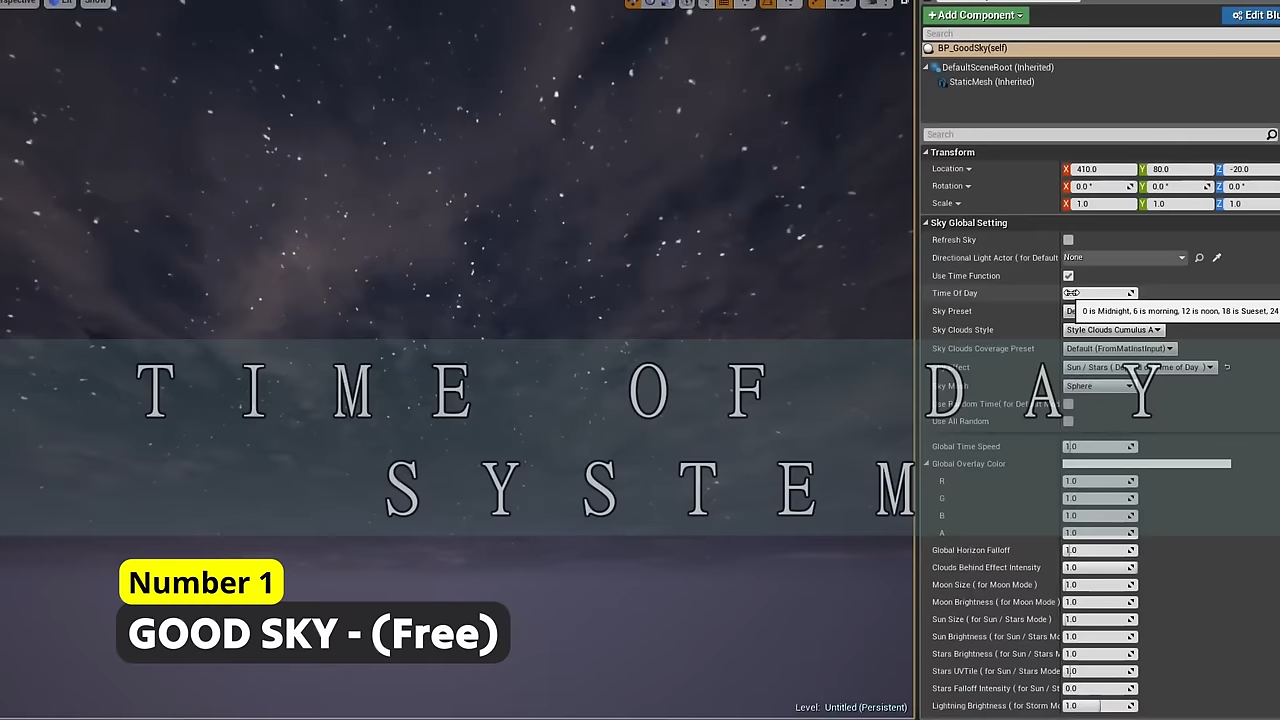 Show
+ Add Component
Search
BP_GoodSky(self)
DefaultSceneRoot (Inherited)
StaticMesh (Inherited)
Search
Transform
Location X 410.0 Y 80.0 Z -20.0
Rotation X 0.0 ° Y 0.0 ° Z 0.0 °
Scale X 1.0 Y 1.0 Z 1.0
Sky Global Setting
Refresh Sky
Directional Light Actor ( for Default None
Use Time Function
Time Of Day
0 is Midnight, 6 is morning, 12 is noon, 18 is Sueset, 24
Sky Preset
Sky Clouds Style Style Clouds Cumulus A
Sky Clouds Coverage Preset Default (FromMatInstInput)
TIME OF DAY
SYSTEM
Sky Mesh Sphere
Use All Random
Global Time Speed 1.0
Global Overlay Color
R 1.0
G 1.0
B 1.0
A 1.0
Global Horizon Falloff 1.0
Clouds Behind Effect Intensity 1.0
Moon Size ( for Moon Mode ) 1.0
Moon Brightness ( for Moon Mode ) 1.0
Sun Size ( for Sun / Stars Mode ) 1.0
Sun Brightness ( for Sun / Stars Mo 1.0
Stars Brightness ( for Sun / Stars M 1.0
Stars UVTile ( for Sun / Stars Mode 1.0
Stars Falloff Intensity ( for Sun / St 0.0
Lightning Brightness ( for Storm Mo 1.0
Number 1
GOOD SKY - (Free)
Level: Untitled (Persistent)